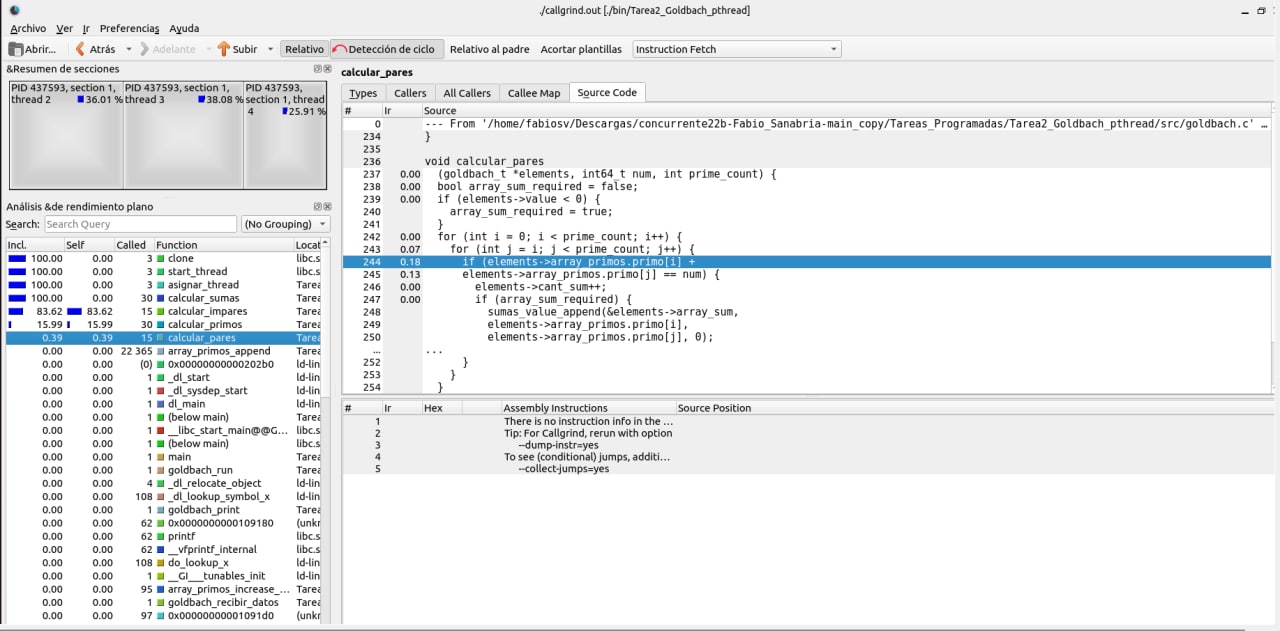 ./callgrind.out [./bin/Tarea2_Goldbach_pthread]
Archivo Ver Ir Preferencias Ayuda
Abrir... Atrás Adelante Subir Relativo Detección de ciclo Relativo al padre Acortar plantillas Instruction Fetch
&Resumen de secciones
PID 437593, section 1, thread 2 36.01 %
PID 437593, section 1, thread 3 38.08 %
PID 437593, section 1, thread 4 25.91 %
Análisis &de rendimiento plano
Search: Search Query (No Grouping)
Incl. Self Called Function Locat
100.00 0.00 3 clone libc.s
100.00 0.00 3 start_thread libc.s
100.00 0.00 3 asignar_thread Tarea
100.00 0.00 30 calcular_sumas Tarea
83.62 83.62 15 calcular_impares Tarea
15.99 15.99 30 calcular_primos Tarea
0.39 0.39 15 calcular_pares Tarea
0.00 0.00 22 365 array_primos_append Tarea
0.00 0.00 (0) 0x00000000000202b0 ld-lin
0.00 0.00 1 _dl_start ld-lin
0.00 0.00 1 _dl_sysdep_start ld-lin
0.00 0.00 1 dl_main ld-lin
0.00 0.00 1 (below main) Tarea
0.00 0.00 1 __libc_start_main@@G... libc.s
0.00 0.00 1 (below main) libc.s
0.00 0.00 1 main Tarea
0.00 0.00 1 goldbach_run Tarea
0.00 0.00 4 _dl_relocate_object ld-lin
0.00 0.00 108 _dl_lookup_symbol_x ld-lin
0.00 0.00 1 goldbach_print Tarea
0.00 0.00 62 0x0000000000109180 (unkr
0.00 0.00 62 printf libc.s
0.00 0.00 62 __vfprintf_internal libc.s
0.00 0.00 108 do_lookup_x ld-lin
0.00 0.00 1 __GI___tunables_init ld-lin
0.00 0.00 95 array_primos_increase_... Tarea
0.00 0.00 1 goldbach_recibir_datos Tarea
0.00 0.00 97 0x00000000001091d0 (unkr
calcular_pares
Types Callers All Callers Callee Map Source Code
# Ir Source
0 --- From '/home/fabiosv/Descargas/concurrente22b-Fabio_Sanabria-main_copy/Tareas_Programadas/Tarea2_Goldbach_pthread/src/goldbach.c' ...
234 }
235
236 void calcular_pares
237 0.00 (goldbach_t *elements, int64_t num, int prime_count) {
238 0.00 bool array_sum_required = false;
239 0.00 if (elements->value < 0) {
240 array_sum_required = true;
241 }
242 0.00 for (int i = 0; i < prime_count; i++) {
243 0.07 for (int j = i; j < prime_count; j++) {
244 0.18 if (elements->array_primos.primo[i] +
245 0.13 elements->array_primos.primo[j] == num) {
246 0.00 elements->cant_sum++;
247 0.00 if (array_sum_required) {
248 sumas_value_append(&elements->array_sum,
249 elements->array_primos.primo[i],
250 elements->array_primos.primo[j], 0);
... ...
252 }
253 }
254 }
# Ir Hex Assembly Instructions Source Position
1 There is no instruction info in the ...
2 Tip: For Callgrind, rerun with option
3 --dump-instr=yes
4 To see (conditional) jumps, additi...
5 --collect-jumps=yes